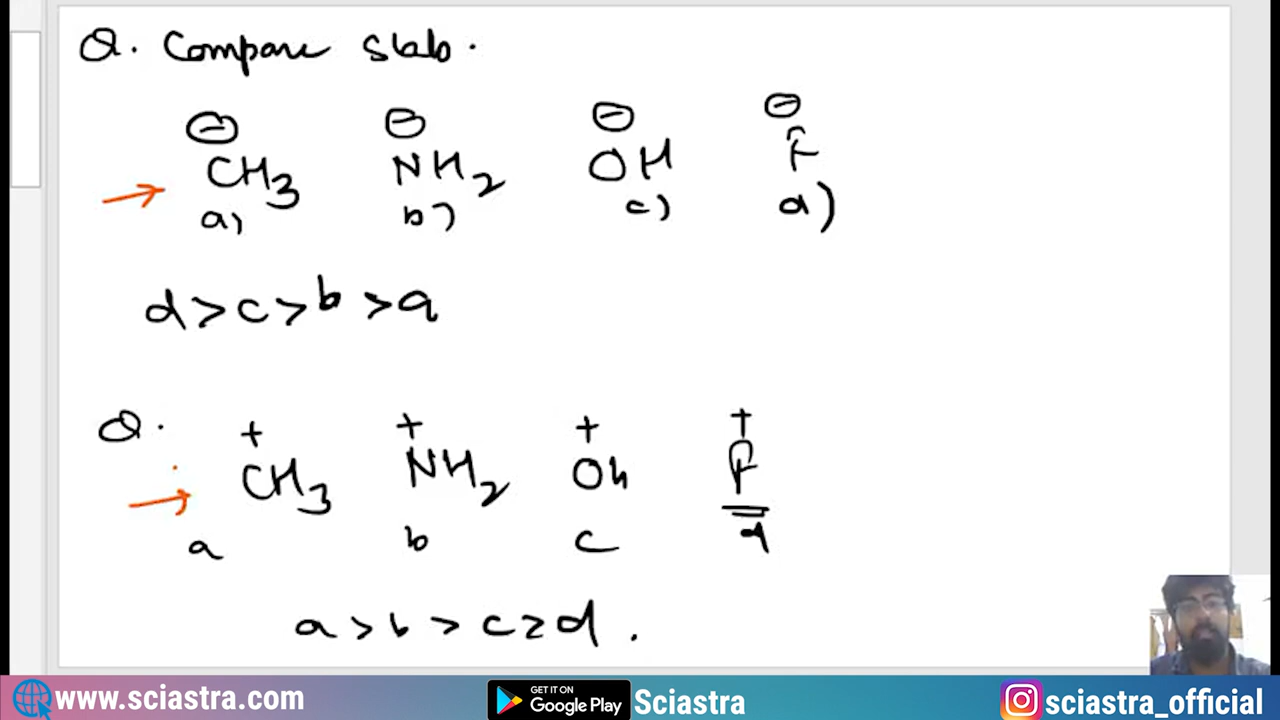 Q. Compare Stab.
⊖ ⊖ ⊖ ⊖
→ CH3 NH2 OH F
a) b) c) d)
d > c > b > a
Q. + + + +
→ CH3 NH2 Oh F
a b c d
a > b > c > d .
www.sciastra.com GET IT ON Google Play Sciastra sciastra_official